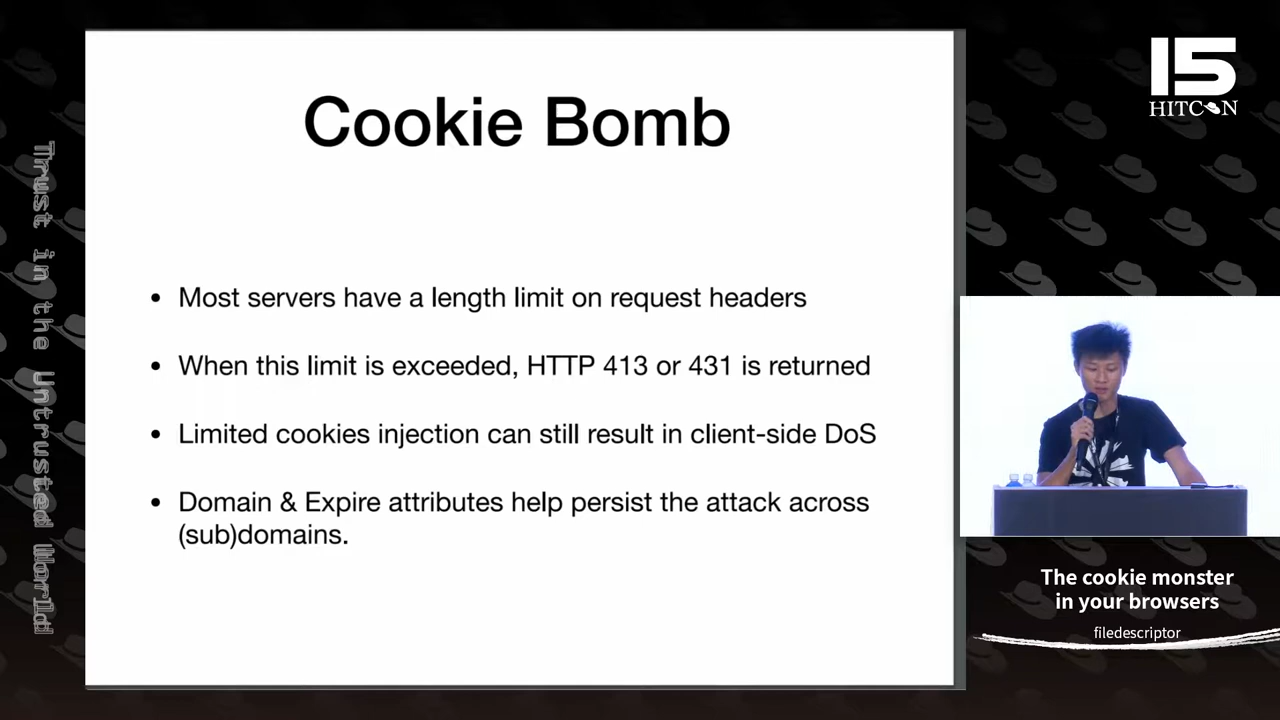 Cookie Bomb
• Most servers have a length limit on request headers
• When this limit is exceeded, HTTP 413 or 431 is returned
• Limited cookies injection can still result in client-side DoS
• Domain & Expire attributes help persist the attack across
(sub)domains.
Thrust in the Untrusted World
15
HITCON
The cookie monster
in your browsers
filedescriptor